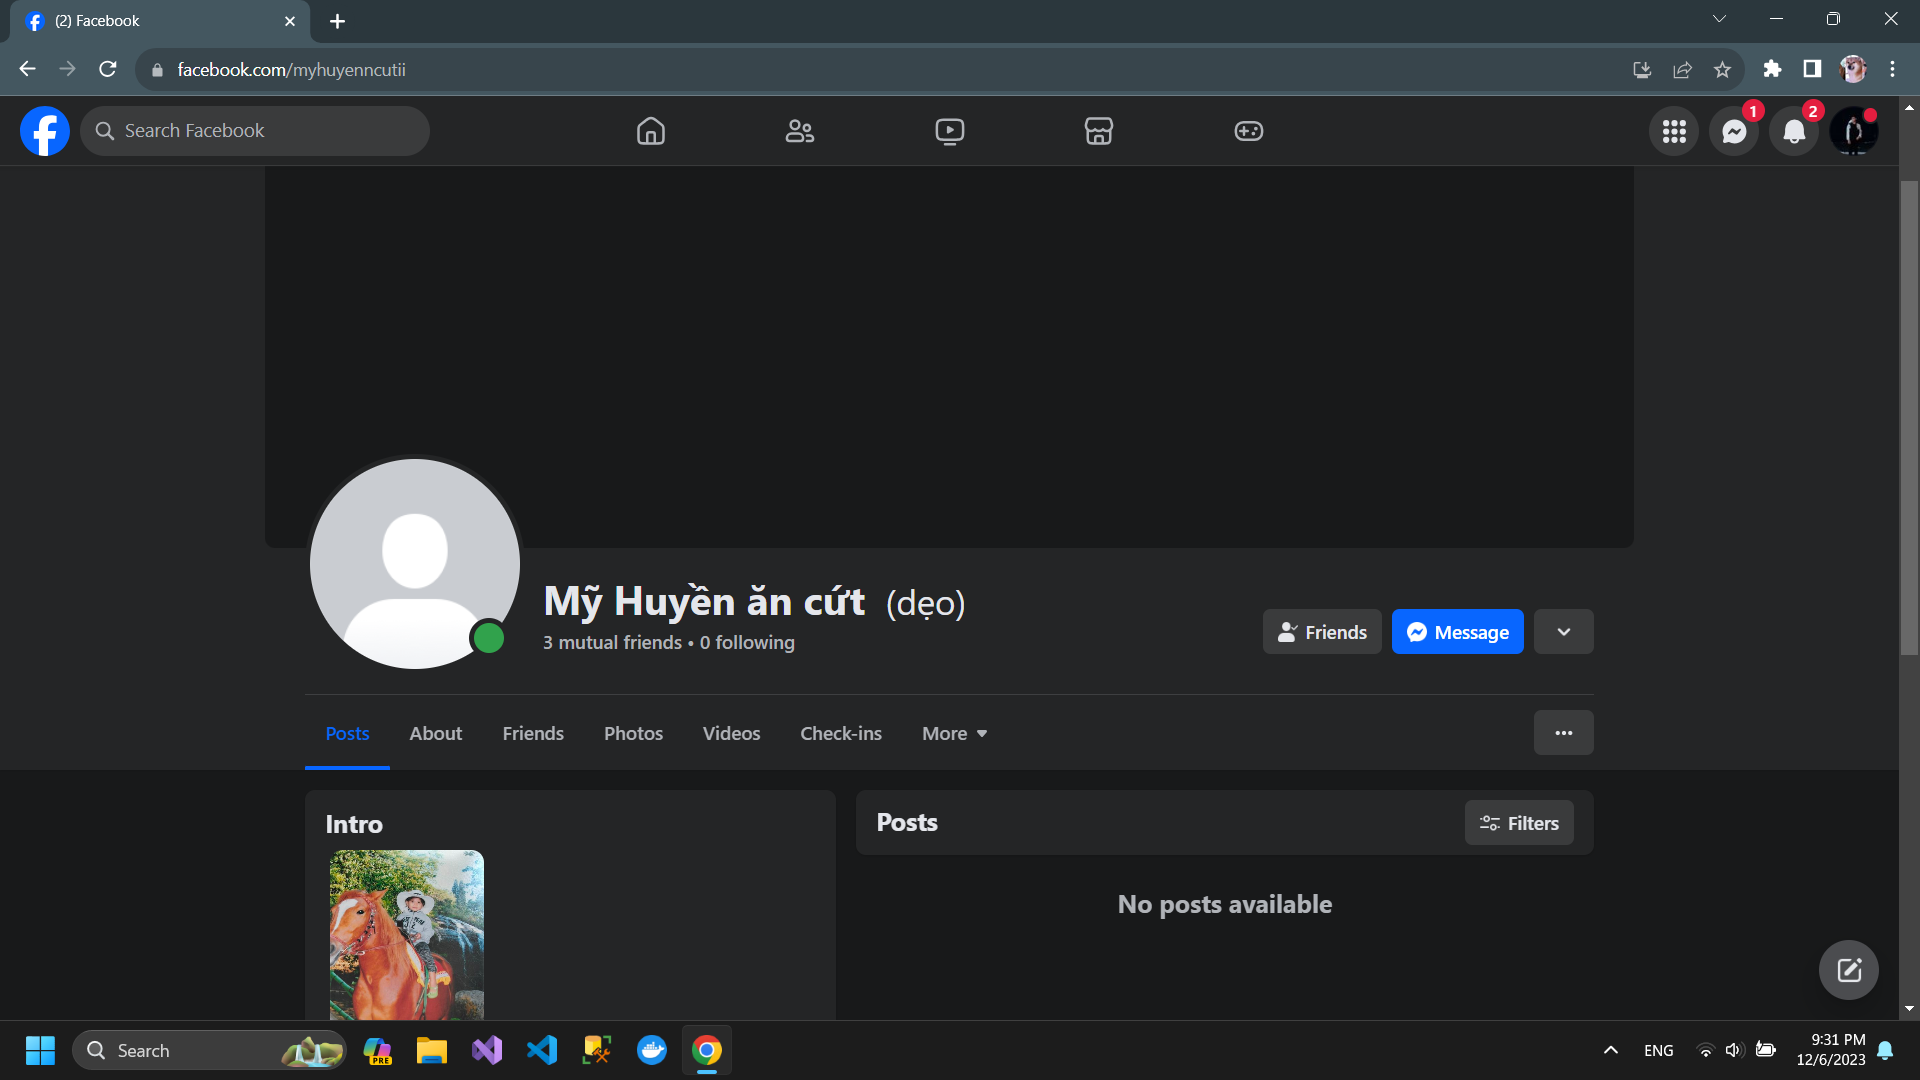 (2) Facebook
facebook.com/myhuyenncutii
Search Facebook
1
2
Mỹ Huyền ăn cứt (dẹo)
3 mutual friends • 0 following
Friends
Message
Posts
About
Friends
Photos
Videos
Check-ins
More
Intro
Posts
Filters
No posts available
Search
PRE
ENG
9:31 PM
12/6/2023